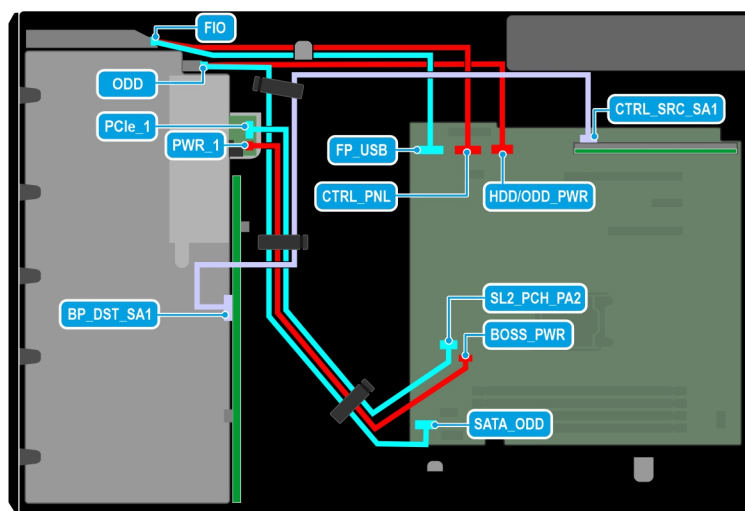 FIO
ODD
CTRL_SRC_SA1
PCIe_1
PWR_1
FP_USB
CTRL_PNL
HDD/ODD_PWR
SL2_PCH_PA2
BP_DST_SA1
BOSS_PWR
SATA_ODD